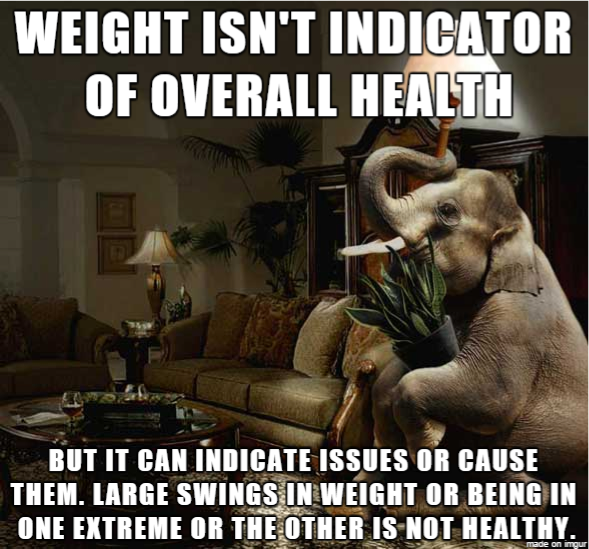 WEIGHT ISN'T INDICATOR
OF OVERALL HEALTH
BUT IT CAN INDICATE ISSUES OR CAUSE
THEM. LARGE SWINGS IN WEIGHT OR BEING IN
ONE EXTREME OR THE OTHER IS NOT HEALTHY.
made on imgur